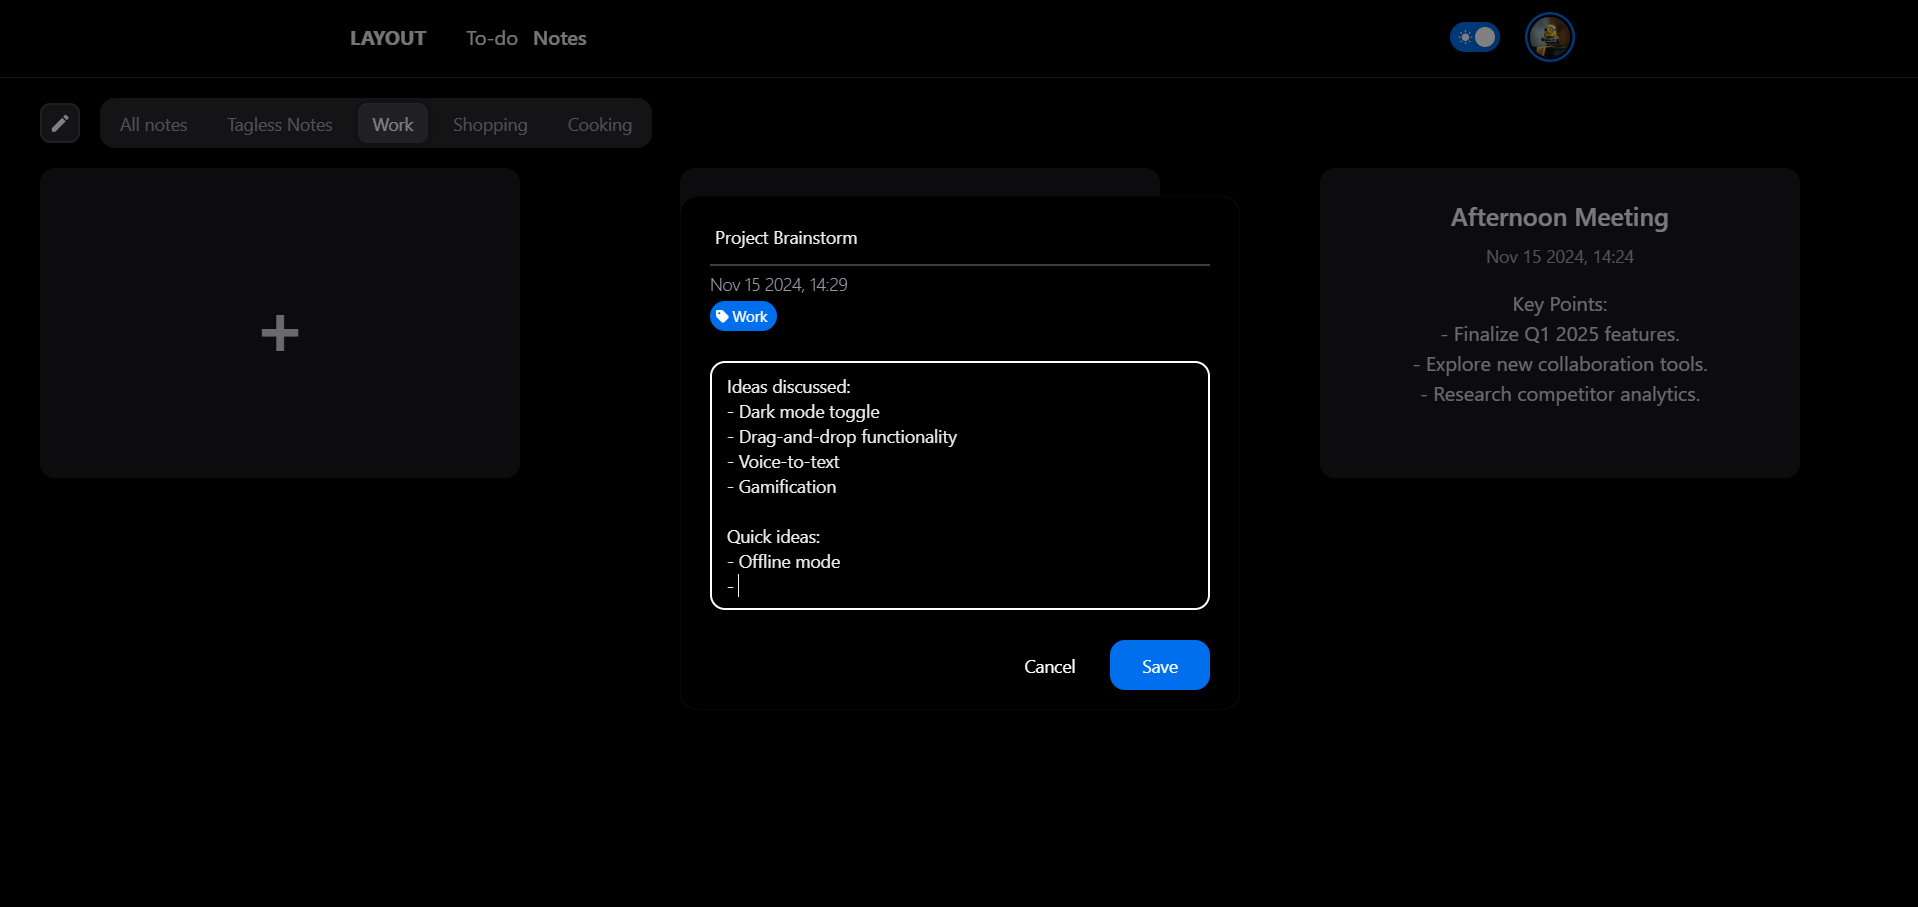 LAYOUT To-do Notes
All notes Tagless Notes Work Shopping Cooking
Project Brainstorm
Nov 15 2024, 14:29
Work
Ideas discussed:
- Dark mode toggle
- Drag-and-drop functionality
- Voice-to-text
- Gamification
Quick ideas:
- Offline mode
-
Cancel Save
Afternoon Meeting
Nov 15 2024, 14:24
Key Points:
- Finalize Q1 2025 features.
- Explore new collaboration tools.
- Research competitor analytics.